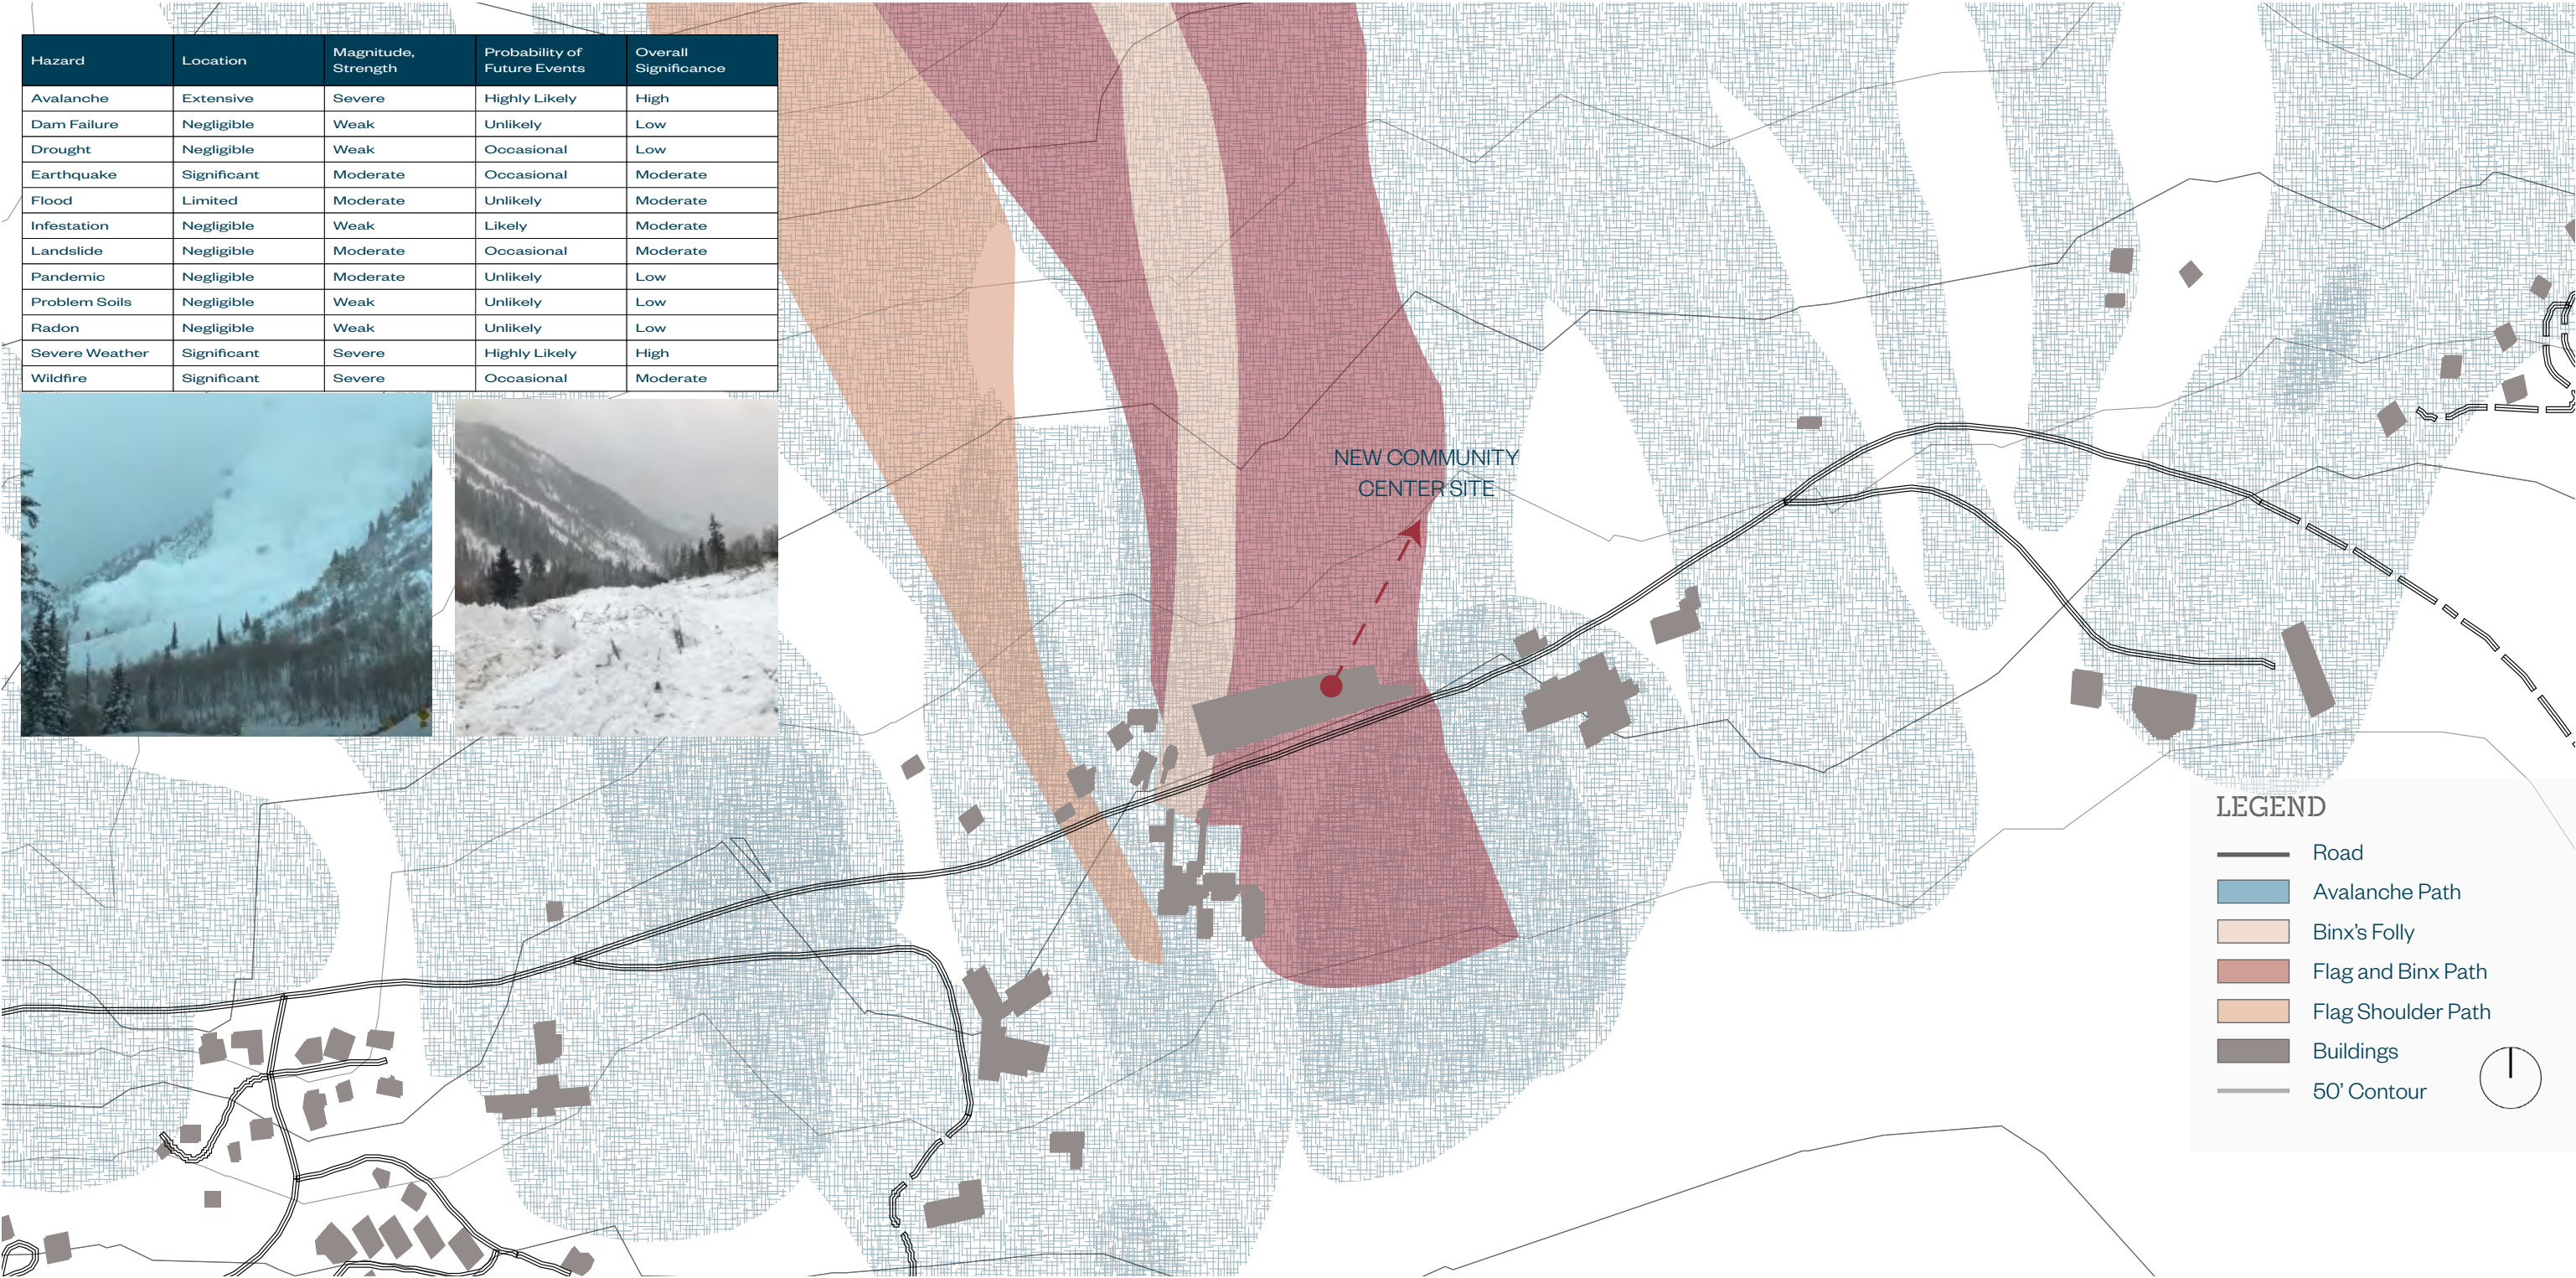 Hazard Location Magnitude, Strength Probability of Future Events Overall Significance
Avalanche Extensive Severe Highly Likely High
Dam Failure Negligible Weak Unlikely Low
Drought Negligible Weak Occasional Low
Earthquake Significant Moderate Occasional Moderate
Flood Limited Moderate Unlikely Moderate
Infestation Negligible Weak Likely Moderate
Landslide Negligible Moderate Occasional Moderate
Pandemic Negligible Moderate Unlikely Low
Problem Soils Negligible Weak Unlikely Low
Radon Negligible Weak Unlikely Low
Severe Weather Significant Severe Highly Likely High
Wildfire Significant Severe Occasional Moderate
NEW COMMUNITY
CENTER SITE
LEGEND
Road
Avalanche Path
Binx's Folly
Flag and Binx Path
Flag Shoulder Path
Buildings
50' Contour